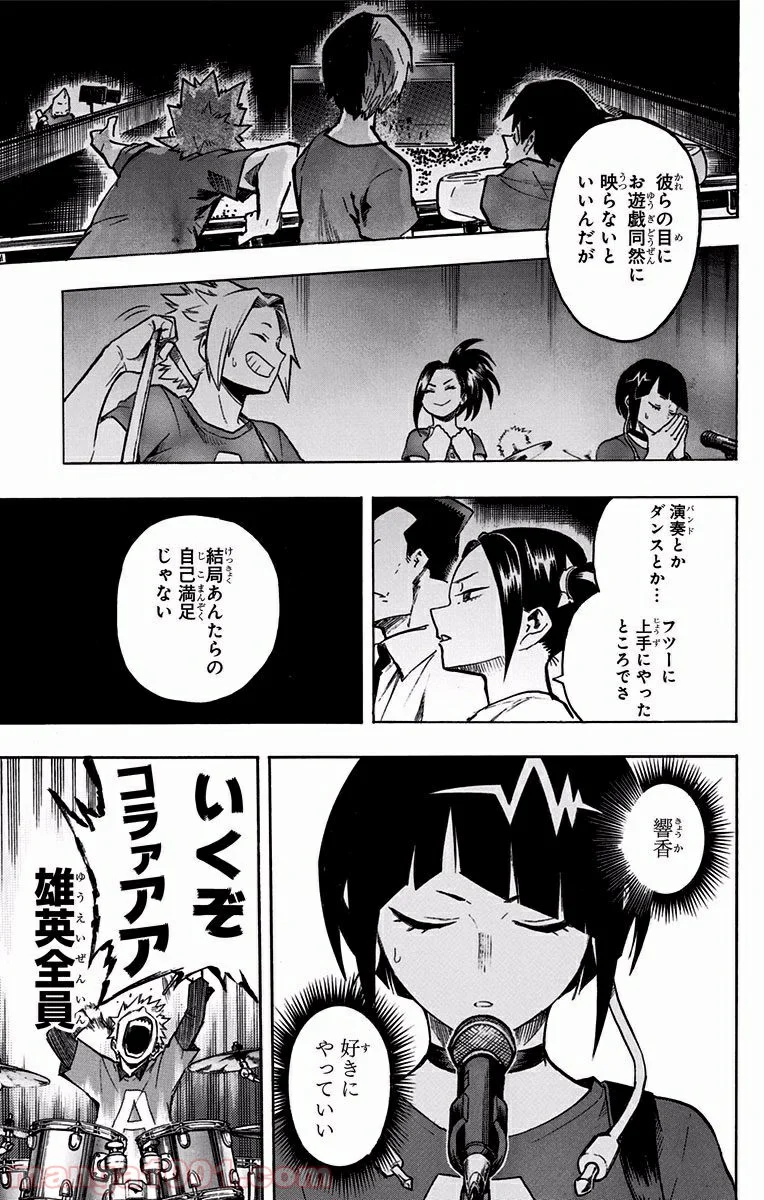 彼らの目に
お遊戯同然に
映らないと
いいんだが
演奏とか
ダンスとか…
フツーに
上手にやった
ところでさ
結局あんたらの
自己満足
じゃない
響香
好きに
やっていい
いくぞ
コラァアア
雄英全員
A